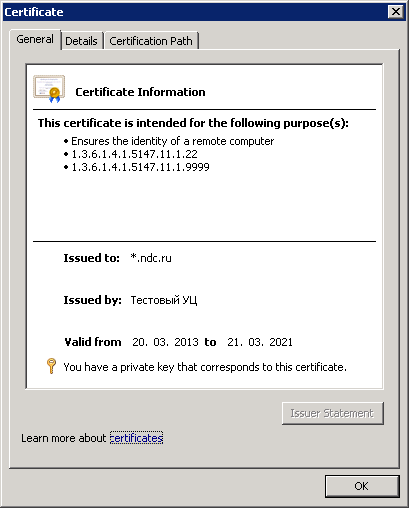 Certificate
General Details Certification Path
Certificate Information
This certificate is intended for the following purpose(s):
• Ensures the identity of a remote computer
• 1.3.6.1.4.1.5147.11.1.22
• 1.3.6.1.4.1.5147.11.1.9999
Issued to: *.ndc.ru
Issued by: Тестовый УЦ
Valid from 20. 03. 2013 to 21. 03. 2021
You have a private key that corresponds to this certificate.
Issuer Statement
Learn more about certificates
OK